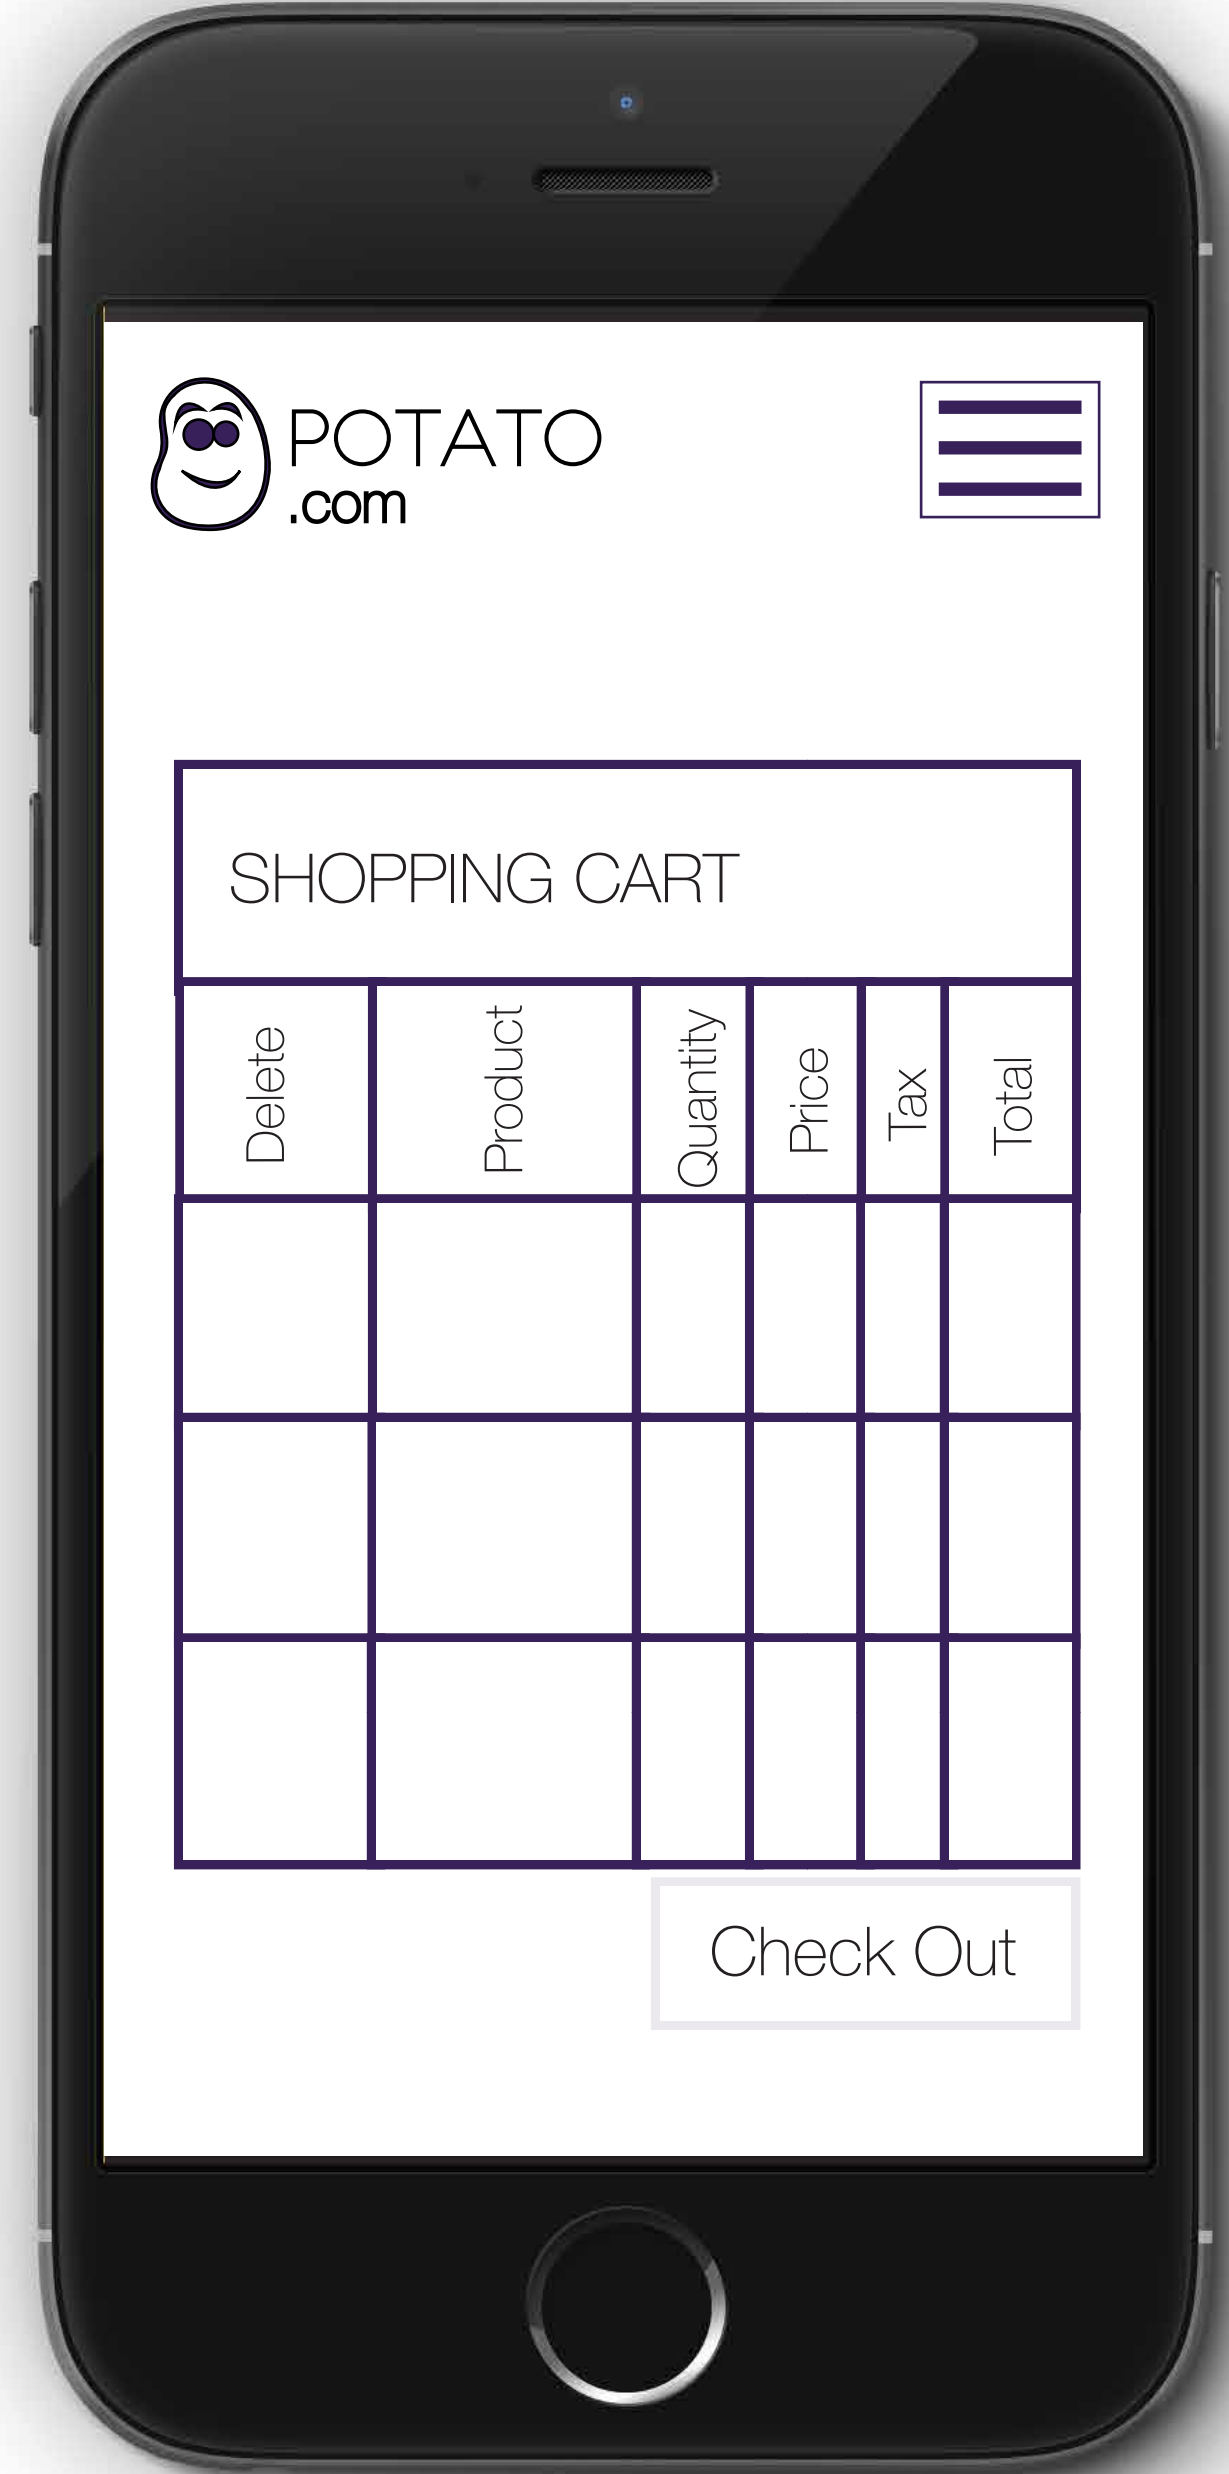 POTATO
.com
SHOPPING CART
Delete
Product
Quantity
Price
Tax
Total
Check Out